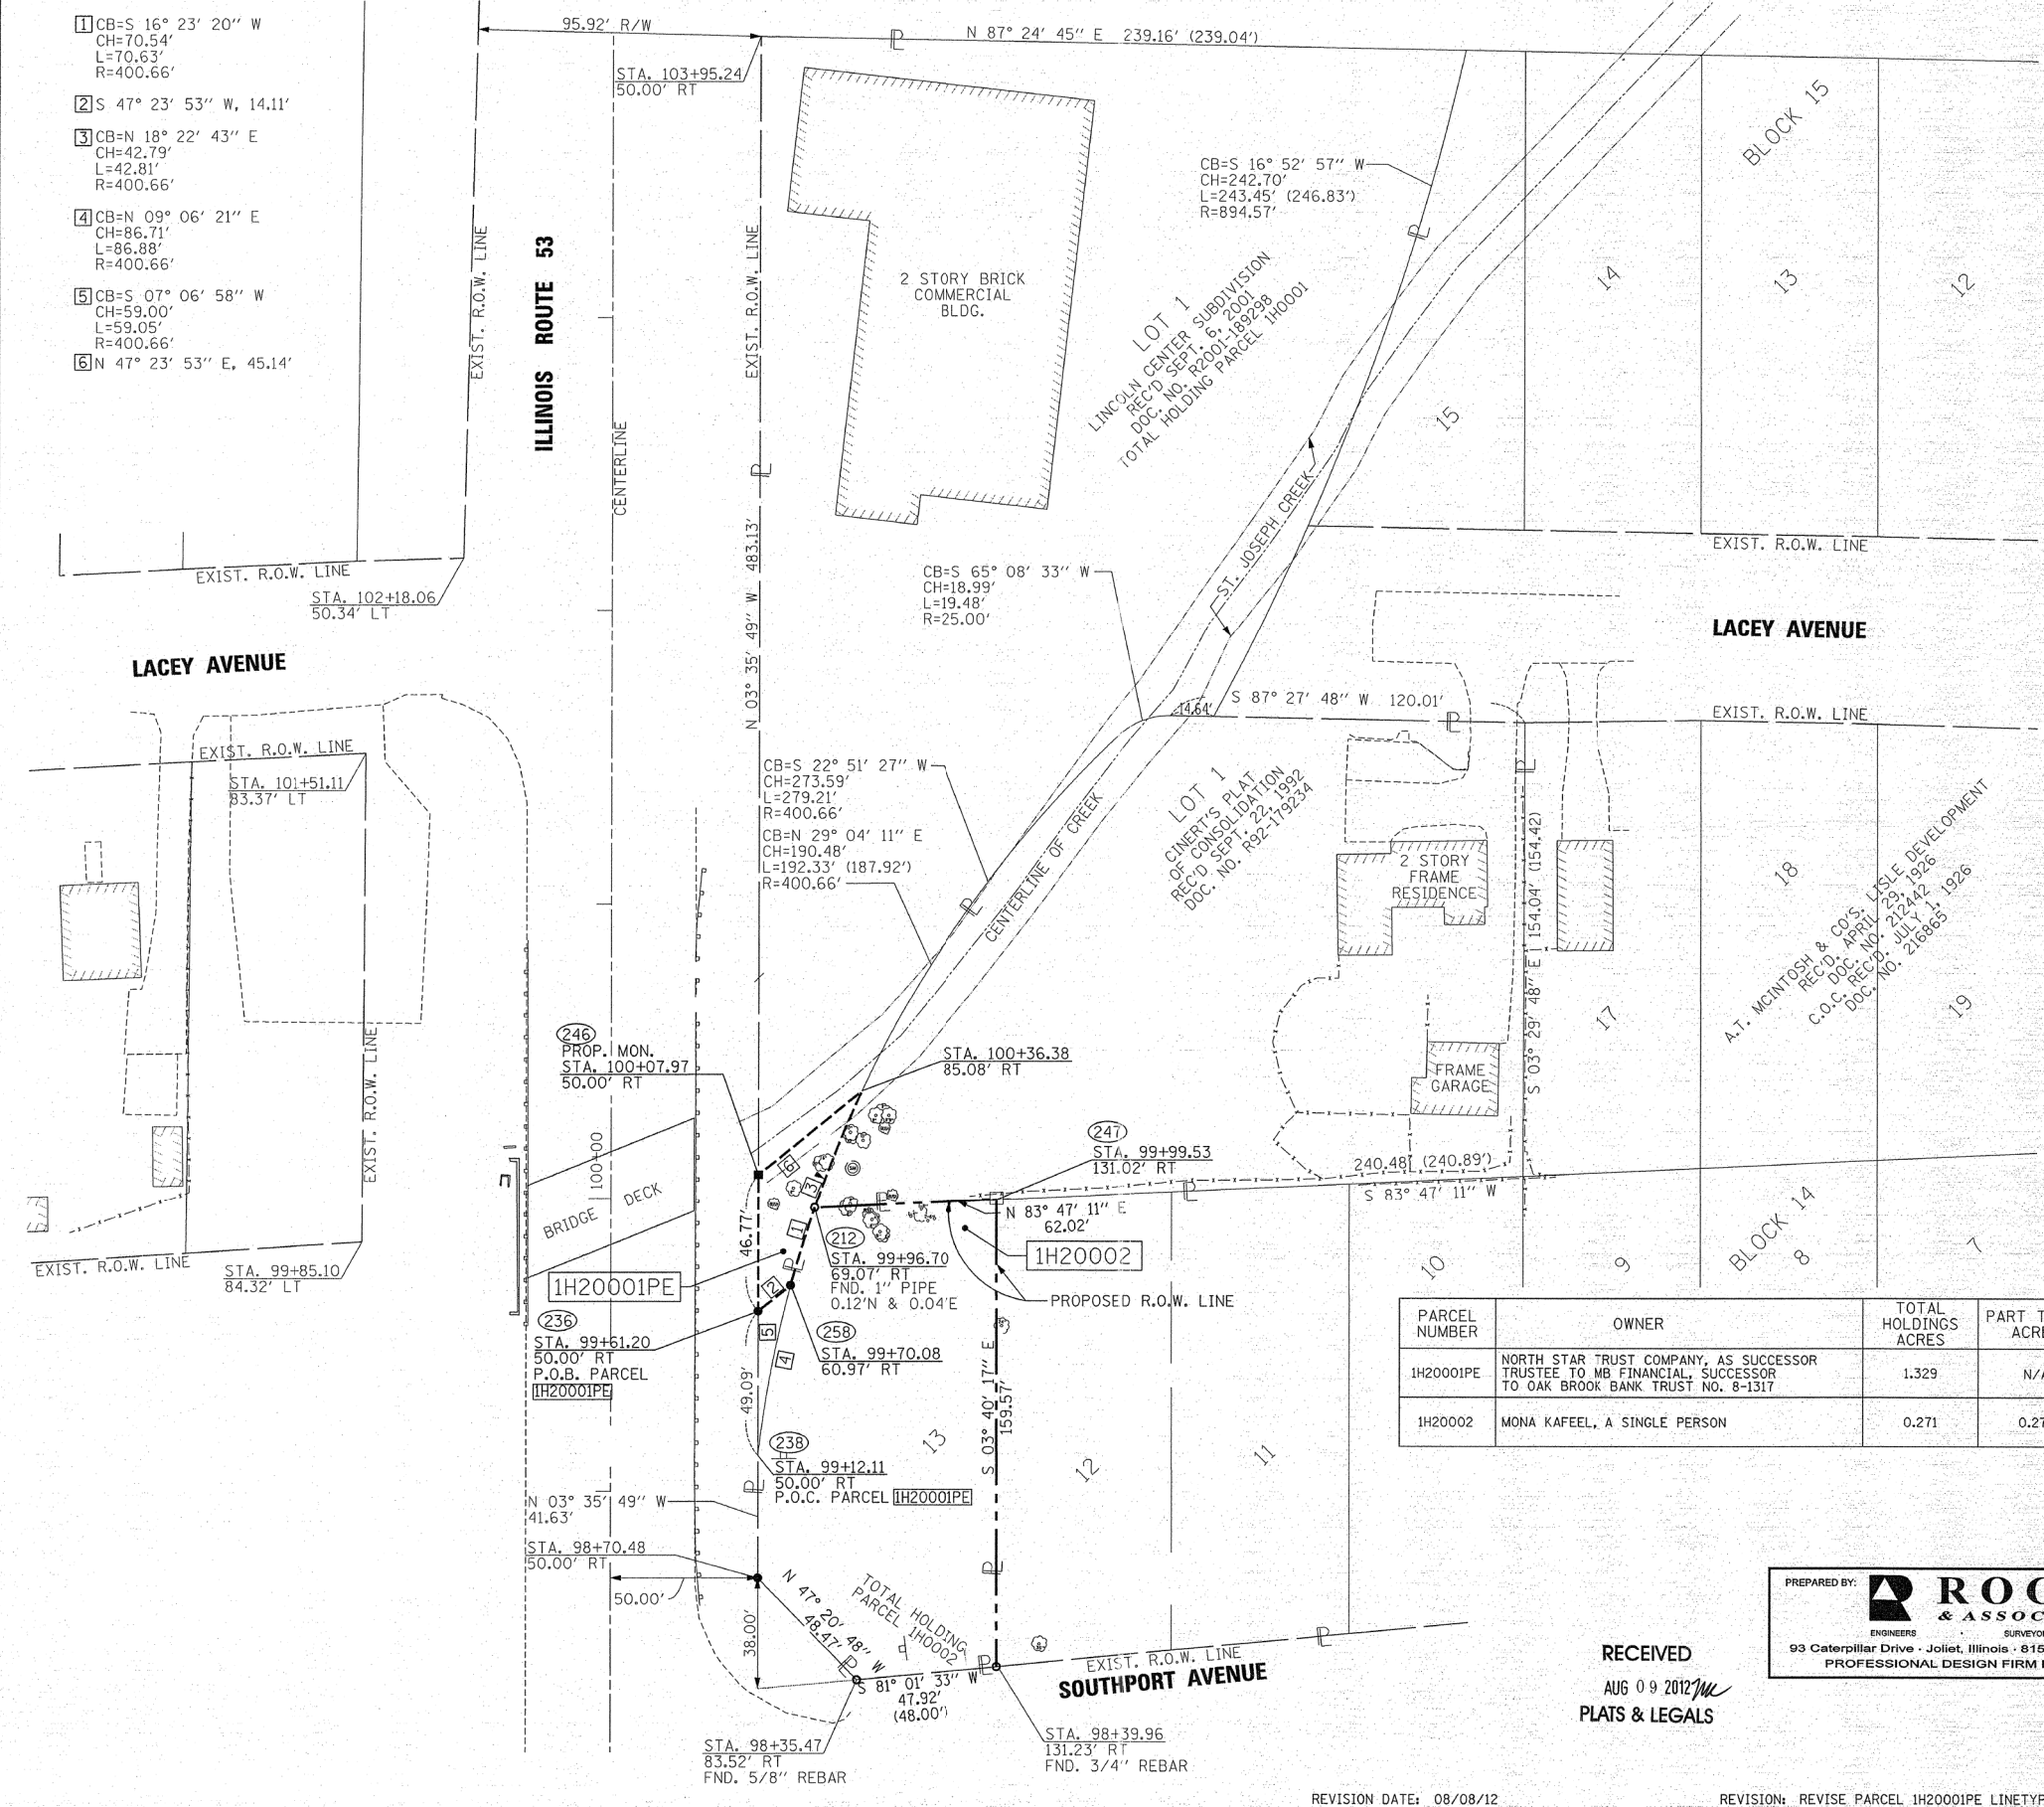 1 CB=S 16° 23' 20'' W
CH=70.54'
L=70.63'
R=400.66'
2 S 47° 23' 53'' W, 14.11'
3 CB=N 18° 22' 43'' E
CH=42.79'
L=42.81'
R=400.66'
4 CB=N 09° 06' 21'' E
CH=86.71'
L=86.88'
R=400.66'
5 CB=S 07° 06' 58'' W
CH=59.00'
L=59.05'
R=400.66'
6 N 47° 23' 53'' E, 45.14'
95.92' R/W
N 87° 24' 45'' E 239.16' (239.04')
STA. 103+95.24
50.00' RT
EXIST. R.O.W. LINE
ILLINOIS ROUTE 53
CENTERLINE
EXIST. R.O.W. LINE
N 03° 35' 49'' W 483.13'
2 STORY BRICK
COMMERCIAL
BLDG.
CB=S 16° 52' 57'' W
CH=242.70'
L=243.45' (246.83')
R=894.57'
LOT 1
LINCOLN CENTER SUBDIVISION
REC'D SEPT. 6, 2001
DOC. NO. R2001-189298
TOTAL HOLDING PARCEL 1H0001
BLOCK 15
15
14
13
12
ST. JOSEPH CREEK
EXIST. R.O.W. LINE
EXIST. R.O.W. LINE
STA. 102+18.06
50.34' LT
LACEY AVENUE
LACEY AVENUE
CB=S 65° 08' 33'' W
CH=18.99'
L=19.48'
R=25.00'
14.64'
S 87° 27' 48'' W 120.01'
EXIST. R.O.W. LINE
EXIST. R.O.W. LINE
STA. 101+51.11
83.37' LT
CB=S 22° 51' 27'' W
CH=273.59'
L=279.21'
R=400.66'
CB=N 29° 04' 11'' E
CH=190.48'
L=192.33' (187.92')
R=400.66'
CENTERLINE OF CREEK
LOT 1
CINERT'S PLAT
OF CONSOLIDATION
REC'D SEPT. 22, 1992
DOC. NO. R92-179234
2 STORY
FRAME
RESIDENCE
FRAME
GARAGE
S 03° 29' 48'' E 154.04' (154.42')
A.T. MCINTOSH & CO'S. LISLE DEVELOPMENT
REC'D. APRIL 29, 1926
DOC. NO. 212442
C.O.C. REC'D. JULY 1, 1926
DOC. NO. 216865
18
17
19
EXIST. R.O.W. LINE
246
PROP. MON.
STA. 100+07.97
50.00' RT
STA. 100+36.38
85.08' RT
247
STA. 99+99.53
131.02' RT
240.48' (240.89')
S 83° 47' 11'' W
N 83° 47' 11'' E
62.02'
100+00
BRIDGE DECK
46.77'
6
3
1
2
5
4
EXIST. R.O.W. LINE
STA. 99+85.10
84.32' LT
1H20001PE
212
STA. 99+96.70
69.07' RT
FND. 1'' PIPE
0.12'N & 0.04'E
1H20002
PROPOSED R.O.W. LINE
236
STA. 99+61.20
50.00' RT
P.O.B. PARCEL
1H20001PE
258
STA. 99+70.08
60.97' RT
49.09'
238
STA. 99+12.11
50.00' RT
P.O.C. PARCEL 1H20001PE
S 03° 40' 17'' E
159.57'
13
12
11
10
9
BLOCK 14
8
7
PARCEL NUMBER OWNER TOTAL HOLDINGS ACRES PART
1H20001PE NORTH STAR TRUST COMPANY, AS SUCCESSOR
TRUSTEE TO MB FINANCIAL, SUCCESSOR
TO OAK BROOK BANK TRUST NO. 8-1317
1.329
1H20002 MONA KAFEEL, A SINGLE PERSON 0.271
N 03° 35' 49'' W
41.63'
STA. 98+70.48
50.00' RT
50.00'
38.00'
N 47° 20' 48'' W
48.47'
TOTAL HOLDING
PARCEL 1H0002
S 81° 01' 33'' W
47.92'
(48.00')
EXIST. R.O.W. LINE
SOUTHPORT AVENUE
STA. 98+35.47
83.52' RT
FND. 5/8'' REBAR
STA. 98+39.96
131.23' RT
FND. 3/4'' REBAR
RECEIVED
AUG 09 2012
PLATS & LEGALS
PREPARED BY:
ENGINEERS · SURVEYO
93 Caterpillar Drive · Joliet, Illinois · 815
PROFESSIONAL DESIGN FIRM
REVISION DATE: 08/08/12
REVISION: REVISE PARCEL 1H20001PE LINETYP